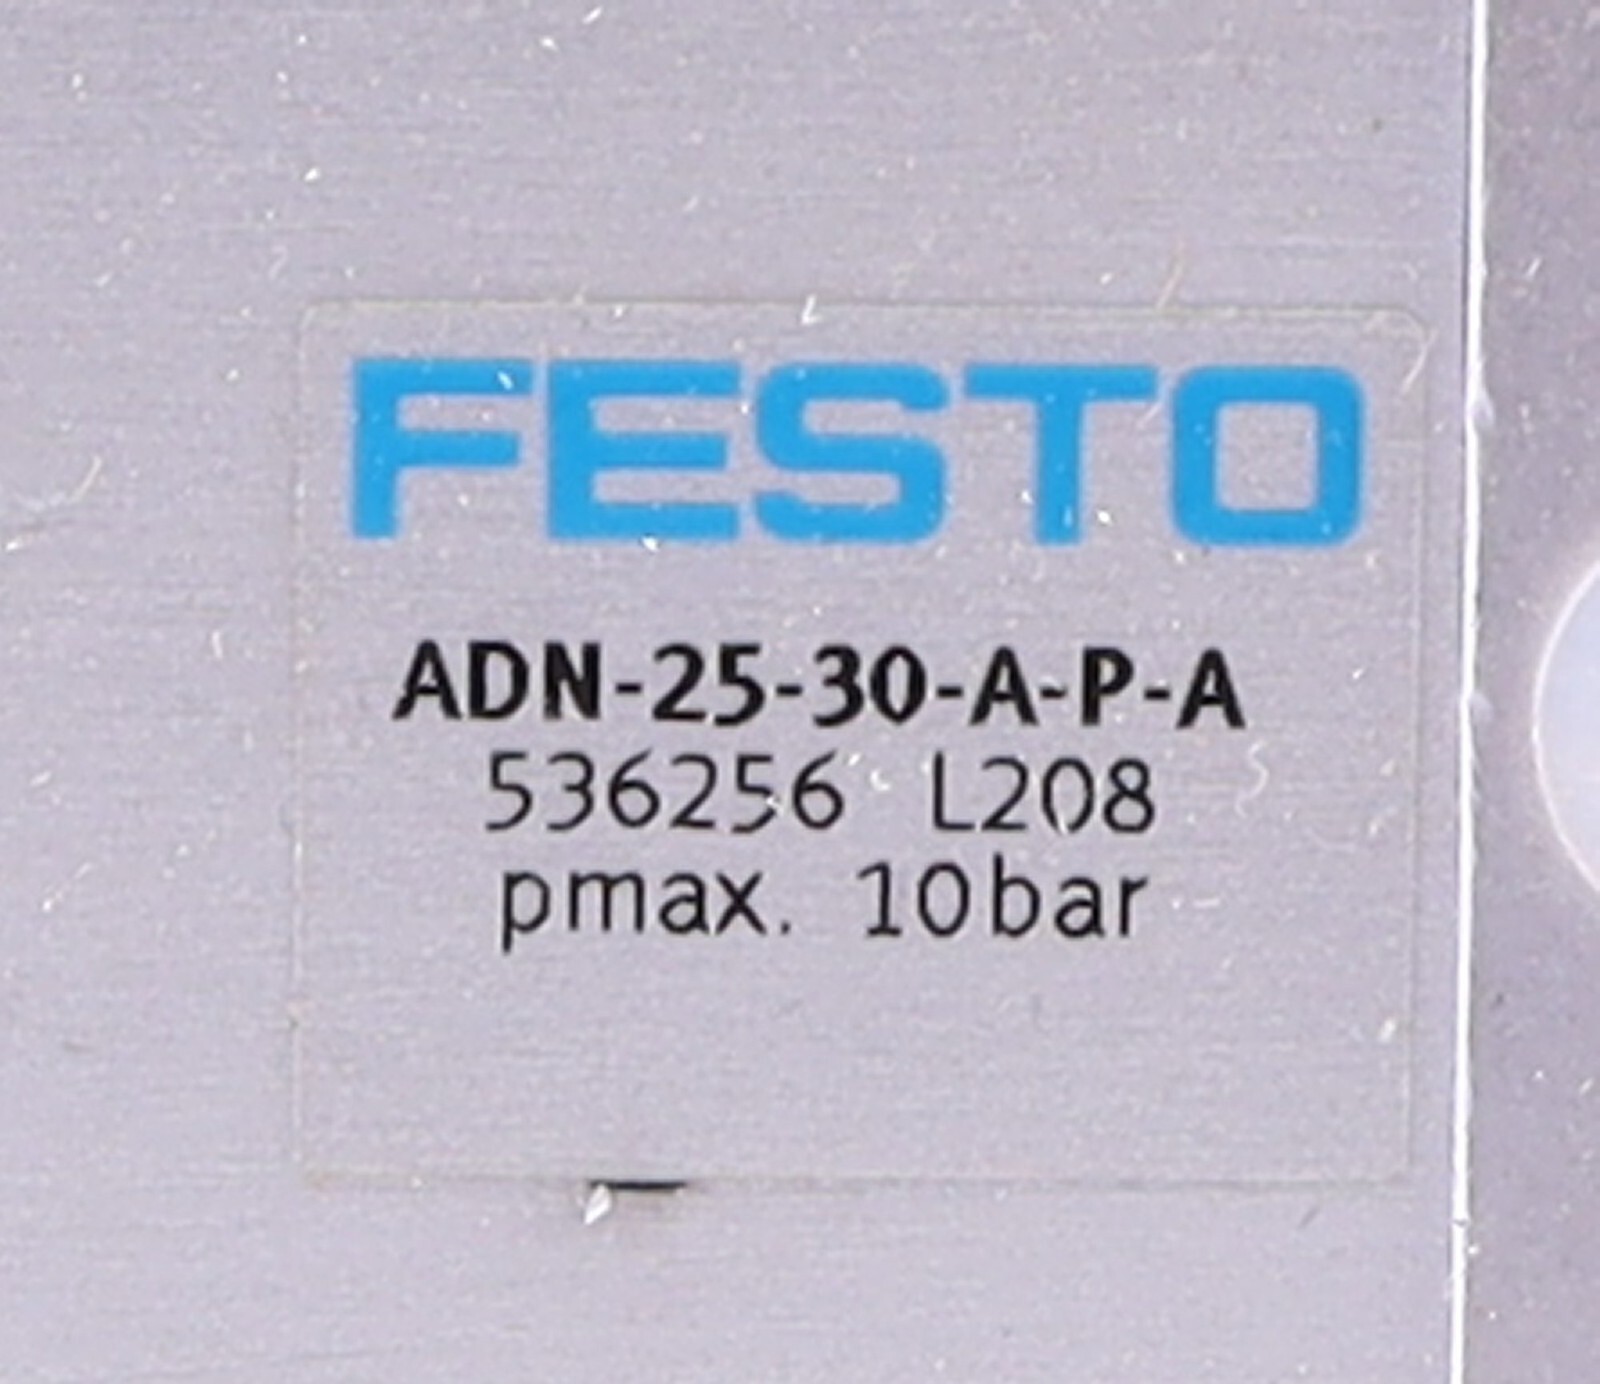 FESTO
ADN-25-30-A-P-A
536256 L208
pmax. 10bar